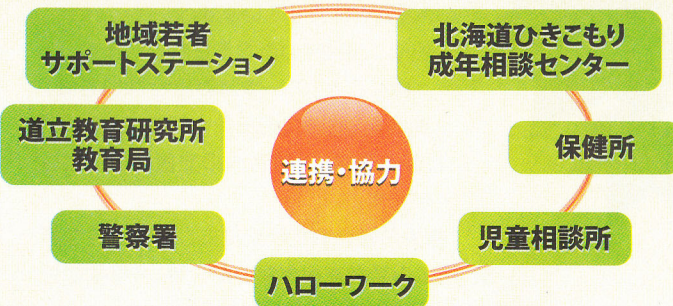 地域若者
サポートステーション
北海道ひきこもり
成年相談センター
道立教育研究所
教育局
連携・協力
保健所
警察署
児童相談所
ハローワーク